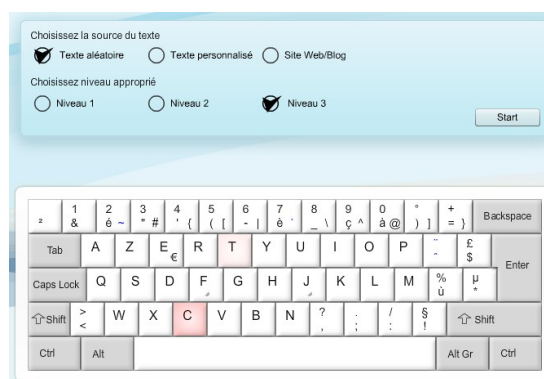 Choisissez la source du texte
Texte aléatoire Texte personnalisé Site Web/Blog
Choisissez niveau approprié
Niveau 1 Niveau 2 Niveau 3
Start
1 2 3 4 5 6 7 8 9 0 ° +
² & é ~ " # ' { ( [ - | è ` _ \ ç ^ à @ ) ] = } Backspace
Tab A Z E € R T Y U I O P ¨ ^ £ $ Enter
Caps Lock Q S D F G H J K L M % ù µ *
Shift > < W X C V B N ? , . ; / : § ! Shift
Ctrl Alt Alt Gr Ctrl